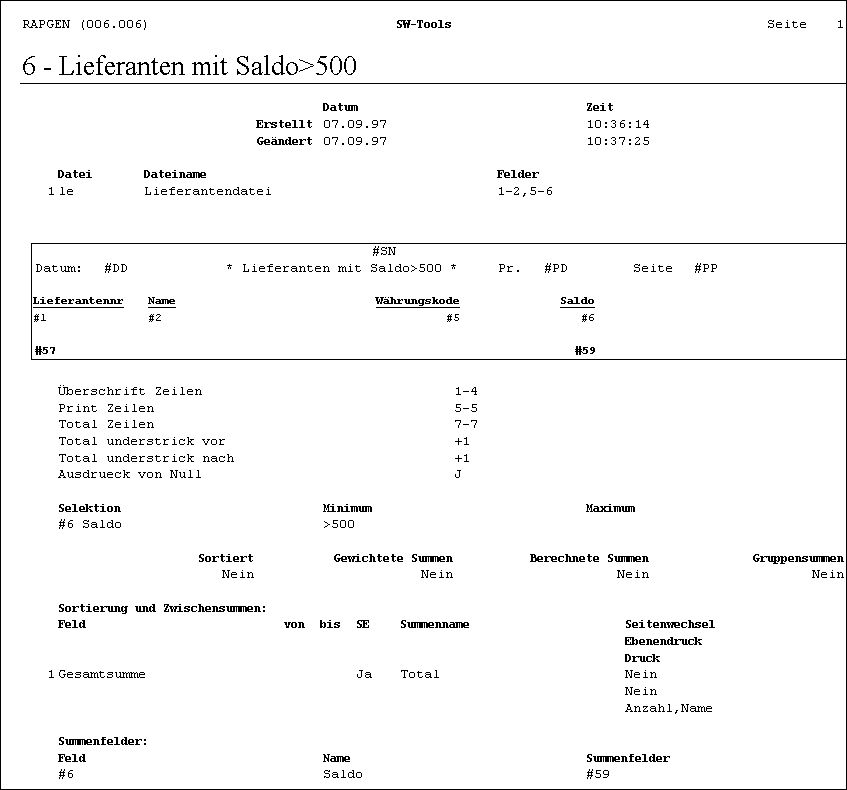 RAPGEN (006.006) SW-Tools Seite 1
6 - Lieferanten mit Saldo>500
Datum Zeit
Erstellt 07.09.97 10:36:14
Geändert 07.09.97 10:37:25
Datei Dateiname Felder
1 le Lieferantendatei 1-2,5-6
#SN
Datum: #DD * Lieferanten mit Saldo>500 * Pr. #PD Seite #PP
Lieferantennr Name Währungskode Saldo
#1 #2 #5 #6
#57 #59
Überschrift Zeilen 1-4
Print Zeilen 5-5
Total Zeilen 7-7
Total understrick vor +1
Total understrick nach +1
Ausdrueck von Null J
Selektion Minimum Maximum
#6 Saldo >500
Sortiert Gewichtete Summen Berechnete Summen Gruppensummen
Nein Nein Nein Nein
Sortierung und Zwischensummen:
Feld von bis SE Summenname Seitenwechsel
Ebenendruck
Druck
1 Gesamtsumme Ja Total Nein
Nein
Anzahl,Name
Summenfelder:
Feld Name Summenfelder
#6 Saldo #59